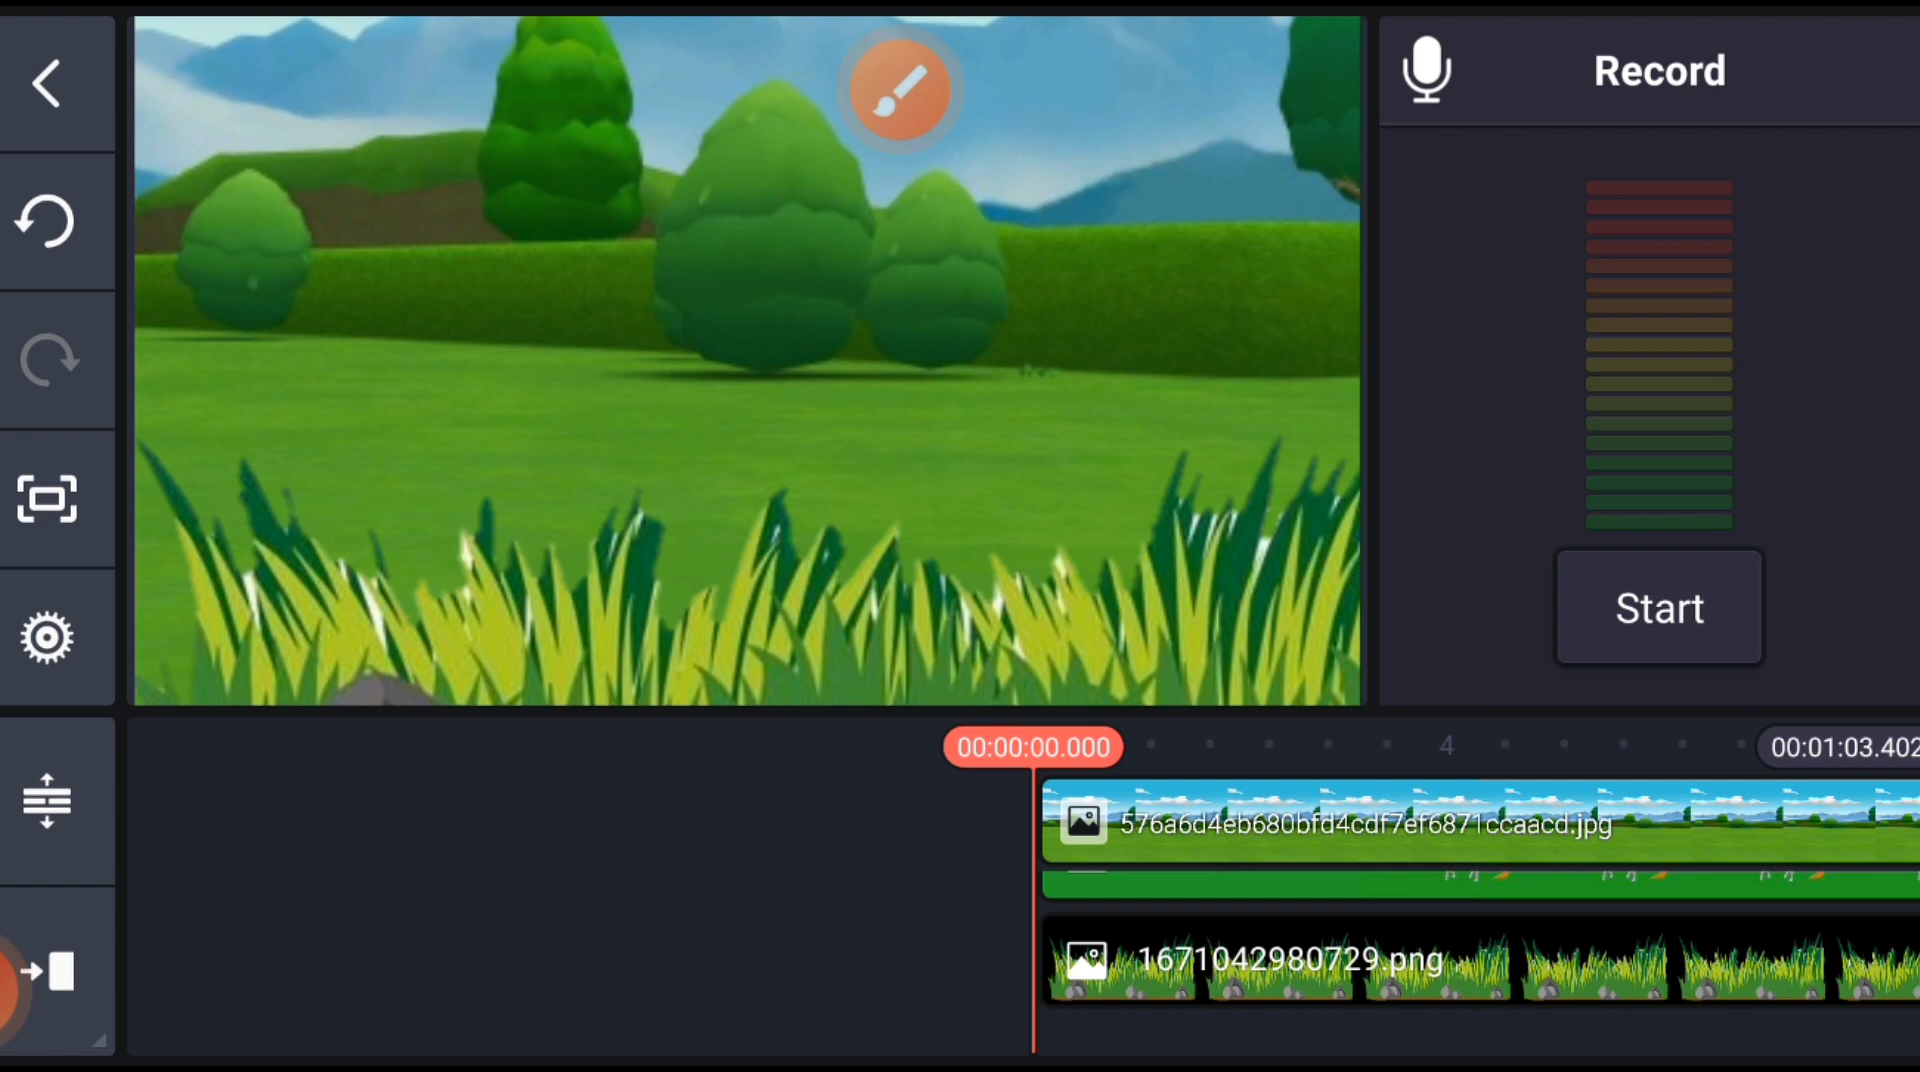 Record
Start
00:00:00.000
4
00:01:03.402
576a6d4eb680bfd4cdf7ef6871ccaacd.jpg
1671042980729.png